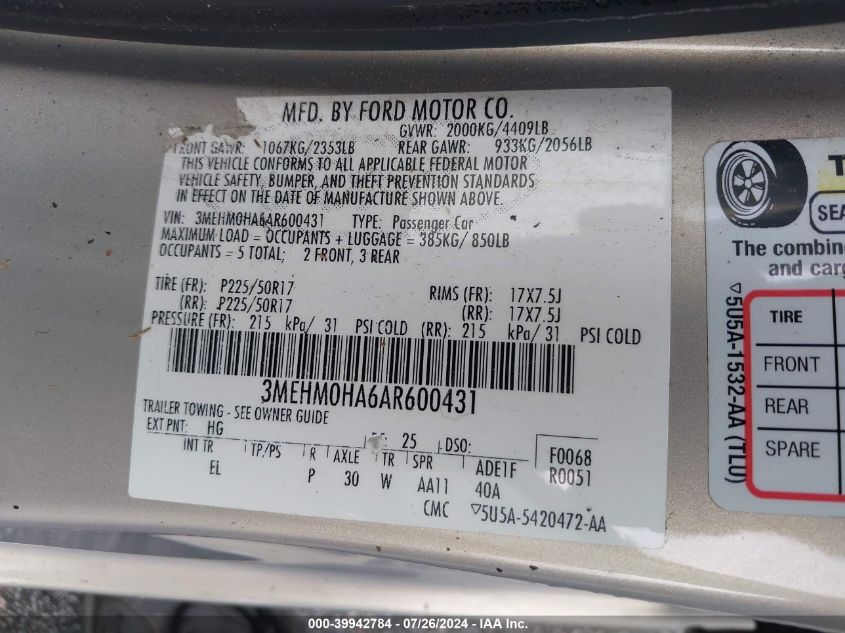 MFD. BY FORD MOTOR CO.
GVWR: 2000KG/4409LB
FRONT GAWR: 1067KG/2353LB REAR GAWR: 933KG/2056LB
THIS VEHICLE CONFORMS TO ALL APPLICABLE FEDERAL MOTOR
VEHICLE SAFETY, BUMPER, AND THEFT PREVENTION STANDARDS
IN EFFECT ON THE DATE OF MANUFACTURE SHOWN ABOVE.
VIN: 3MEHM0HA6AR600431 TYPE: Passenger Car
MAXIMUM LOAD = OCCUPANTS + LUGGAGE = 385KG/ 850LB
OCCUPANTS = 5 TOTAL; 2 FRONT, 3 REAR
TIRE (FR): P225/50R17 RIMS (FR): 17X7.5J
(RR): P225/50R17 (RR): 17X7.5J
PRESSURE (FR): 215 kPa/ 31 PSI COLD (RR): 215 kPa/ 31 PSI COLD
3MEHM0HA6AR600431
TRAILER TOWING - SEE OWNER GUIDE
EXT PNT: HG 25 DSO: F0068
INT TR TP/PS R AXLE TR SPR ADE1F R0051
EL P 30 W AA11 40A
CMC ▽5U5A-5420472-AA
▽5U5A-1532-AA (TLU)
SEA
The combin
and carg
TIRE
FRONT
REAR
SPARE
000-39942784 - 07/26/2024 - IAA Inc.